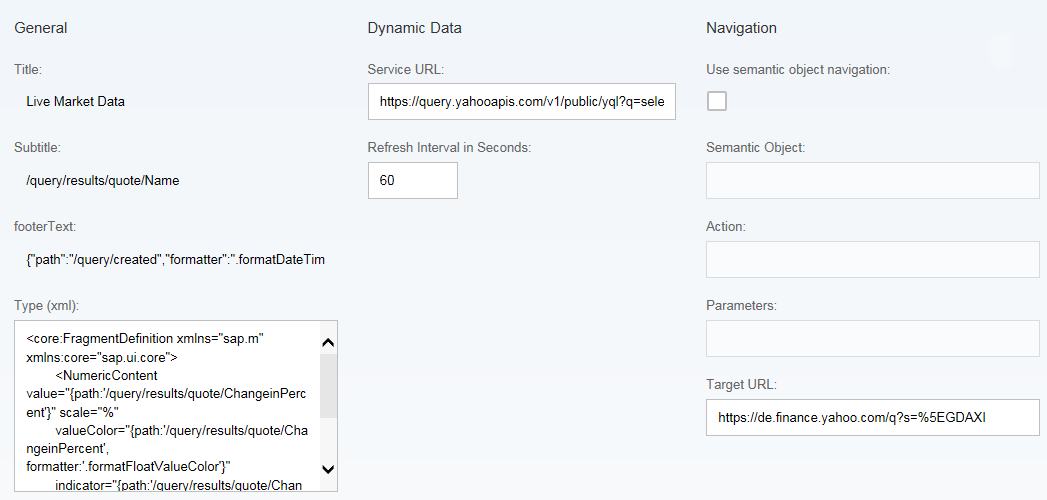 General
Title:
Live Market Data
Subtitle:
/query/results/quote/Name
footerText:
{"path":"/query/created","formatter":".formatDateTim
Type (xml):
<core:FragmentDefinition xmlns="sap.m"
xmlns:core="sap.ui.core">
<NumericContent
value="{path:'/query/results/quote/ChangeinPerc
ent'}" scale="%"
valueColor="{path:'/query/results/quote/Cha
ngeinPercent',
formatter:'.formatFloatValueColor'}"
indicator="{path:'/query/results/quote/Chan
Dynamic Data
Service URL:
https://query.yahooapis.com/v1/public/yql?q=sele
Refresh Interval in Seconds:
60
Navigation
Use semantic object navigation:
Semantic Object:
Action:
Parameters:
Target URL:
https://de.finance.yahoo.com/q?s=%5EGDAXI